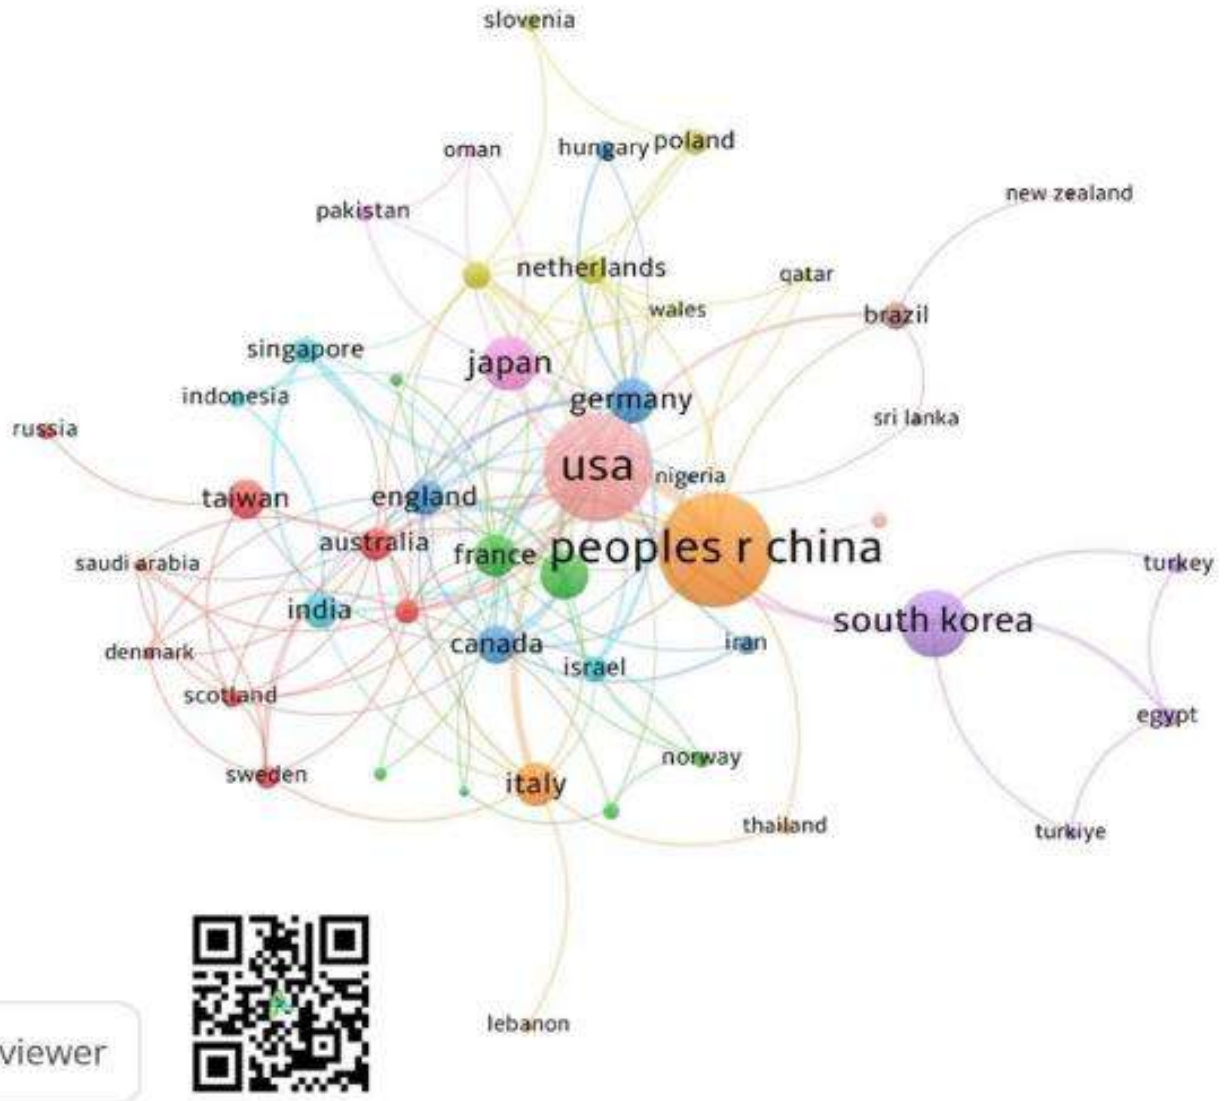 slovenia
oman
hungary
poland
new zealand
pakistan
netherlands
qatar
wales
brazil
singapore
japan
indonesia
germany
sri lanka
russia
usa
nigeria
taiwan
england
australia
france
peoples r china
saudi arabia
turkey
india
south korea
canada
iran
denmark
israel
scotland
egypt
norway
sweden
italy
thailand
turkiye
lebanon
viewer